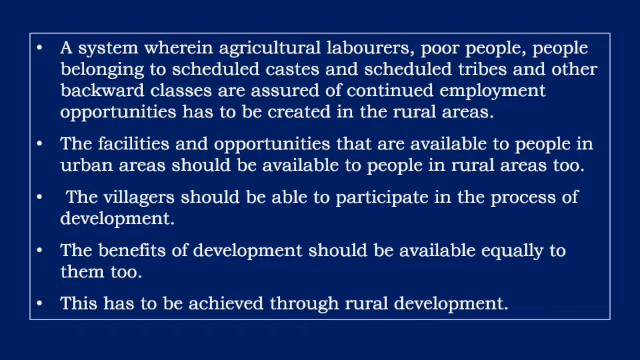 • A system wherein agricultural labourers, poor people, people
belonging to scheduled castes and scheduled tribes and other
backward classes are assured of continued employment
opportunities has to be created in the rural areas.
• The facilities and opportunities that are available to people in
urban areas should be available to people in rural areas too.
• The villagers should be able to participate in the process of
development.
• The benefits of development should be available equally to
them too.
• This has to be achieved through rural development.